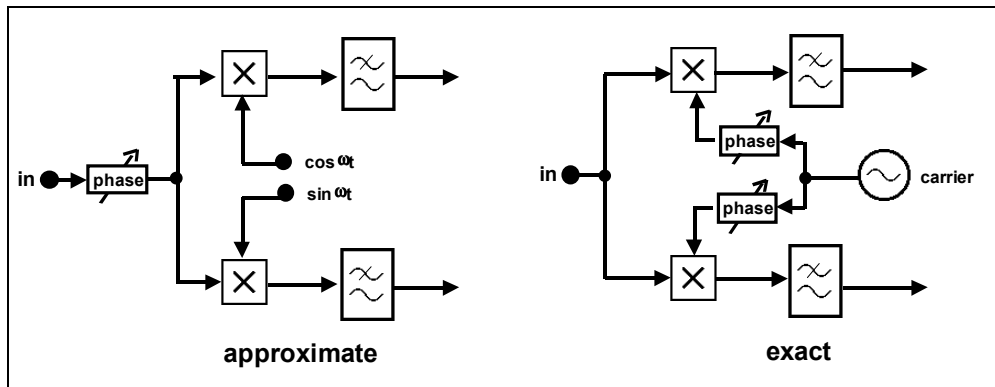 in
phase
cos ωt
sin ωt
approximate
in
phase
phase
carrier
exact